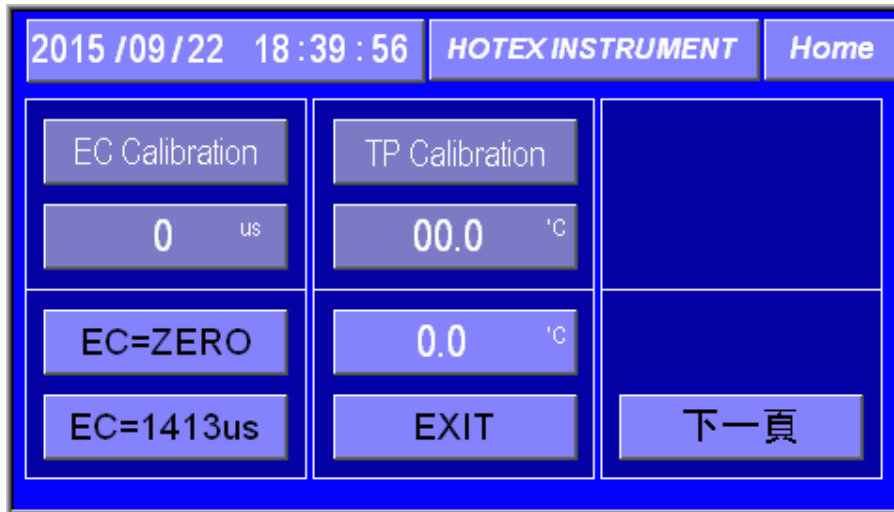 2015 /09/22 18:39:56 HOTEX INSTRUMENT Home
EC Calibration TP Calibration
0 us 00.0 'C
EC=ZERO 0.0 'C
EC=1413us EXIT 下一頁